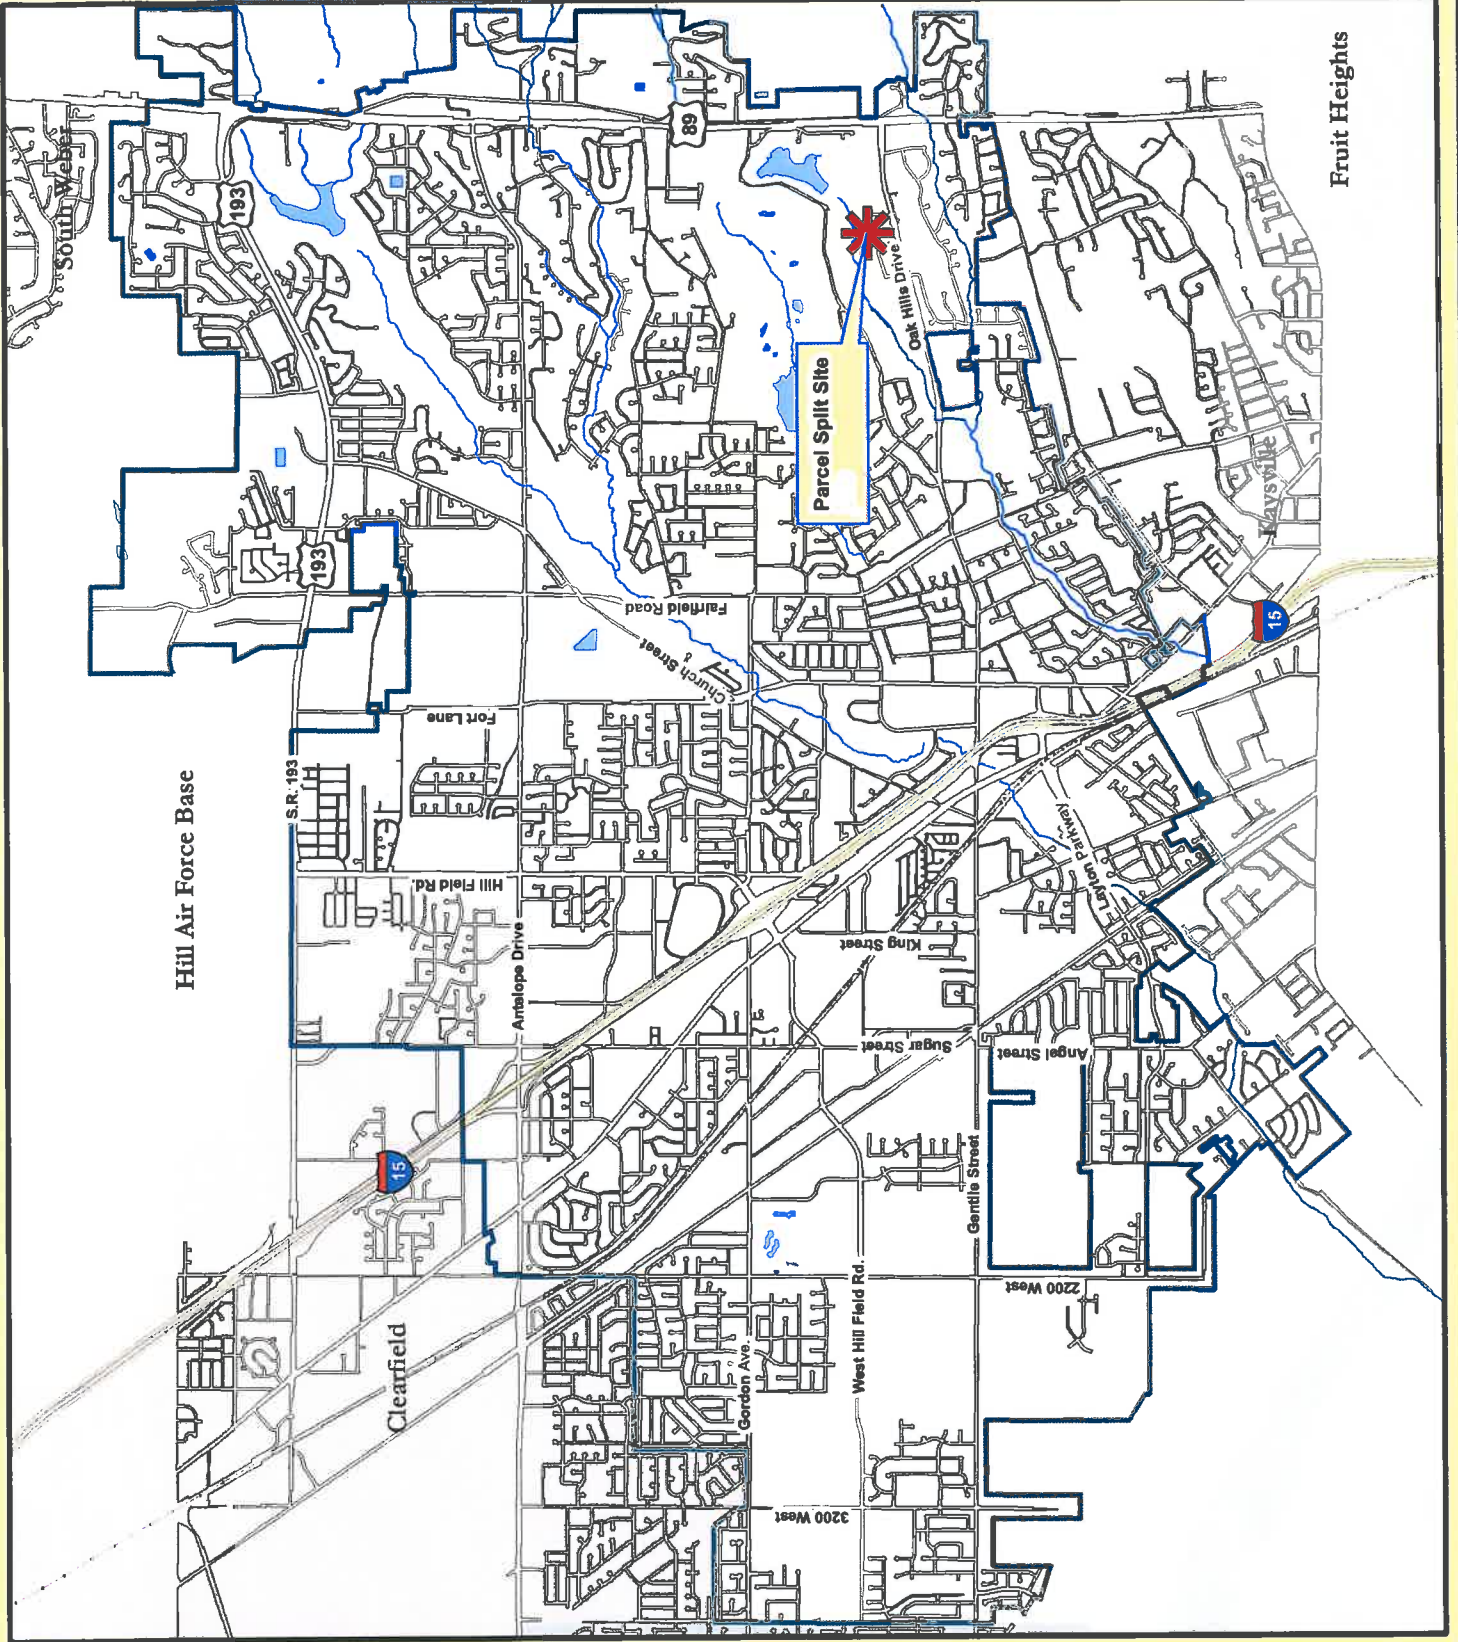 South Weber
Fruit Heights
89
193
Oak Hills Drive
Parcel Split Site
Kaysville
193
Fairfield Road
Church Street
15
Fort Lane
S.R. 193
Hill Air Force Base
Hill Field Rd.
Layton Parkway
Antelope Drive
King Street
Sugar Street
Angel Street
15
Gentile Street
2200 West
Clearfield
Gordon Ave.
West Hill Field Rd.
3200 West